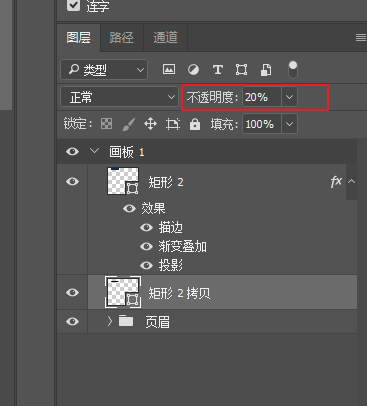 连字
图层 路径 通道
类型
正常 不透明度: 20%
锁定: 填充: 100%
画板 1
矩形 2 fx
效果
描边
渐变叠加
投影
矩形 2 拷贝
页眉